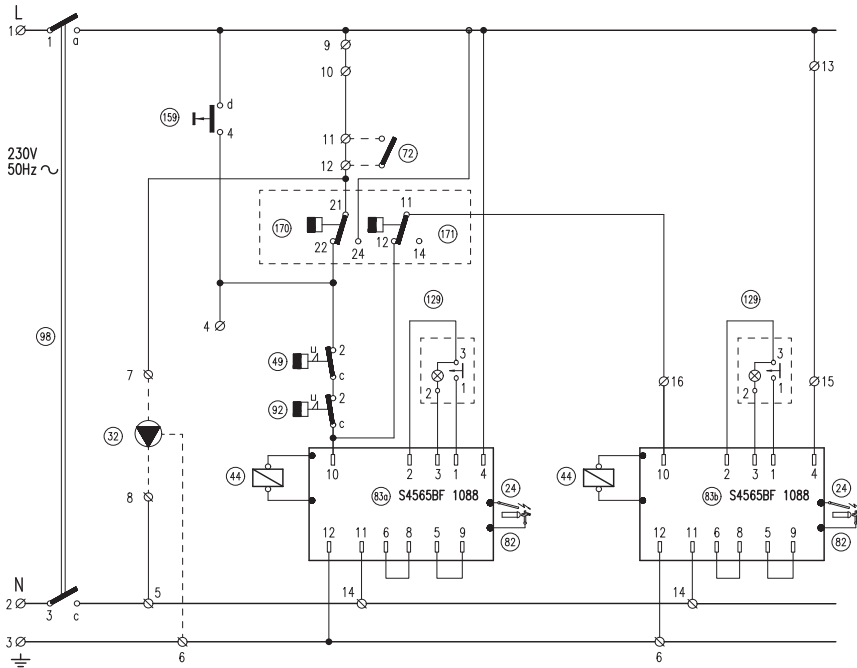 L
1
1 a
9
10
13
d
159
4
11
12
72
230V
50Hz
21 11
170 171
22 24 12 14
4
98
129 129
3 3
2 1 2 1
u 2
49
c
u 2
92
c
7
16 15
32
44 10 2 3 1 4
83a S4565BF 1088 24
82
12 11 6 8 5 9
44 10 2 3 1 4
83b S4565BF 1088 24
82
12 11 6 8 5 9
8
N
2
3 c
5
14 14
3
6 6